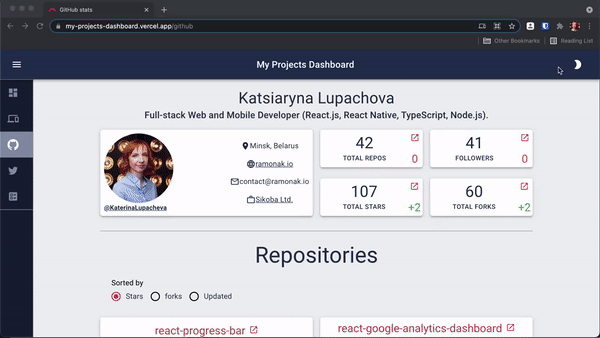 GitHub stats
my-projects-dashboard.vercel.app/github
Other Bookmarks
Reading List
My Projects Dashboard
Katsiaryna Lupachova
Full-stack Web and Mobile Developer (React.js, React Native, TypeScript, Node.js).
@KaterinaLupacheva
Minsk, Belarus
ramonak.io
contact@ramonak.io
Sikoba Ltd.
42
TOTAL REPOS
0
41
FOLLOWERS
0
107
TOTAL STARS
+2
60
TOTAL FORKS
+2
Repositories
Sorted by
Stars
forks
Updated
react-progress-bar
react-google-analytics-dashboard